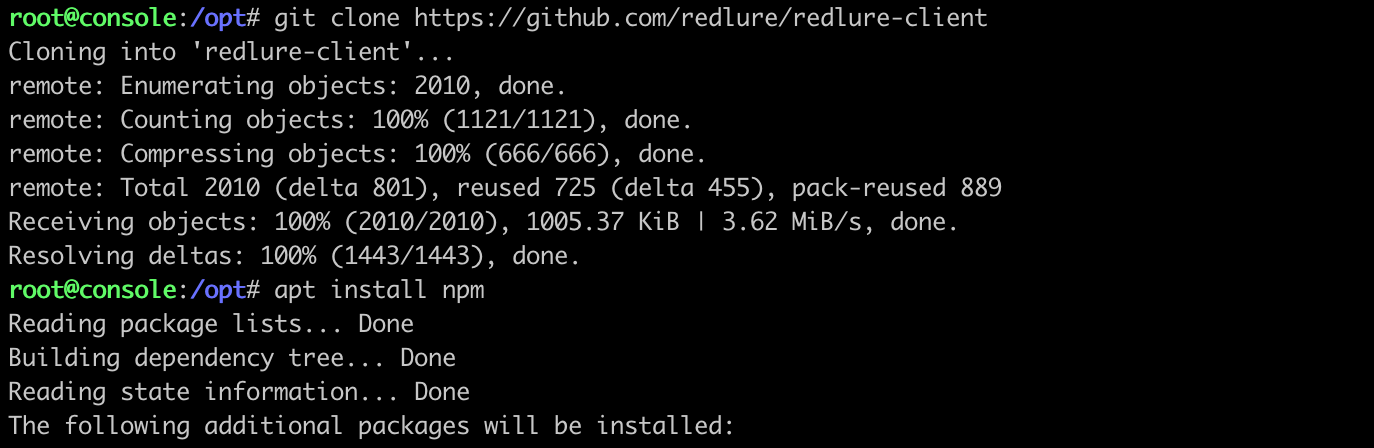 root@console:/opt# git clone https://github.com/redlure/redlure-client
Cloning into 'redlure-client'...
remote: Enumerating objects: 2010, done.
remote: Counting objects: 100% (1121/1121), done.
remote: Compressing objects: 100% (666/666), done.
remote: Total 2010 (delta 801), reused 725 (delta 455), pack-reused 889
Receiving objects: 100% (2010/2010), 1005.37 KiB | 3.62 MiB/s, done.
Resolving deltas: 100% (1443/1443), done.
root@console:/opt# apt install npm
Reading package lists... Done
Building dependency tree... Done
Reading state information... Done
The following additional packages will be installed: